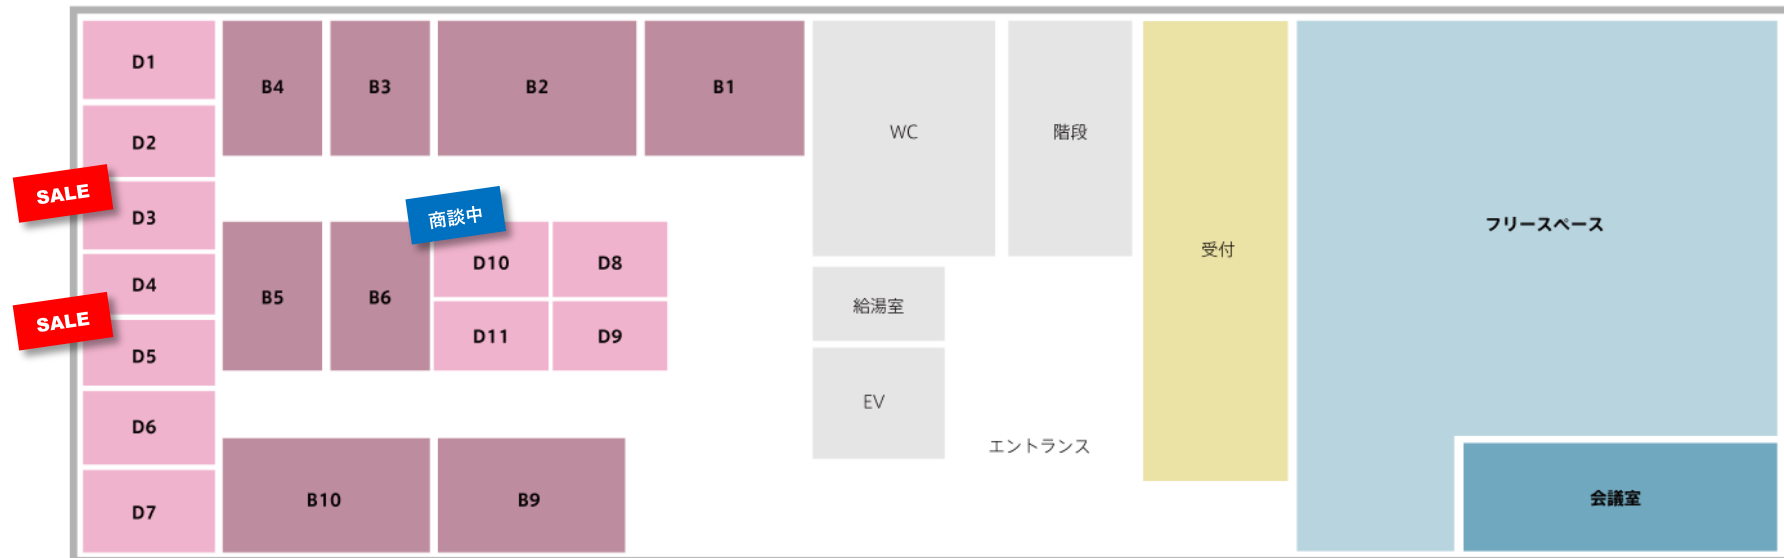 D1
D2
SALE
D3
D4
SALE
D5
D6
D7
B4
B3
B2
B1
商談中
B5
B6
D10
D8
D11
D9
B10
B9
WC
階段
給湯室
EV
エントランス
受付
フリースペース
会議室